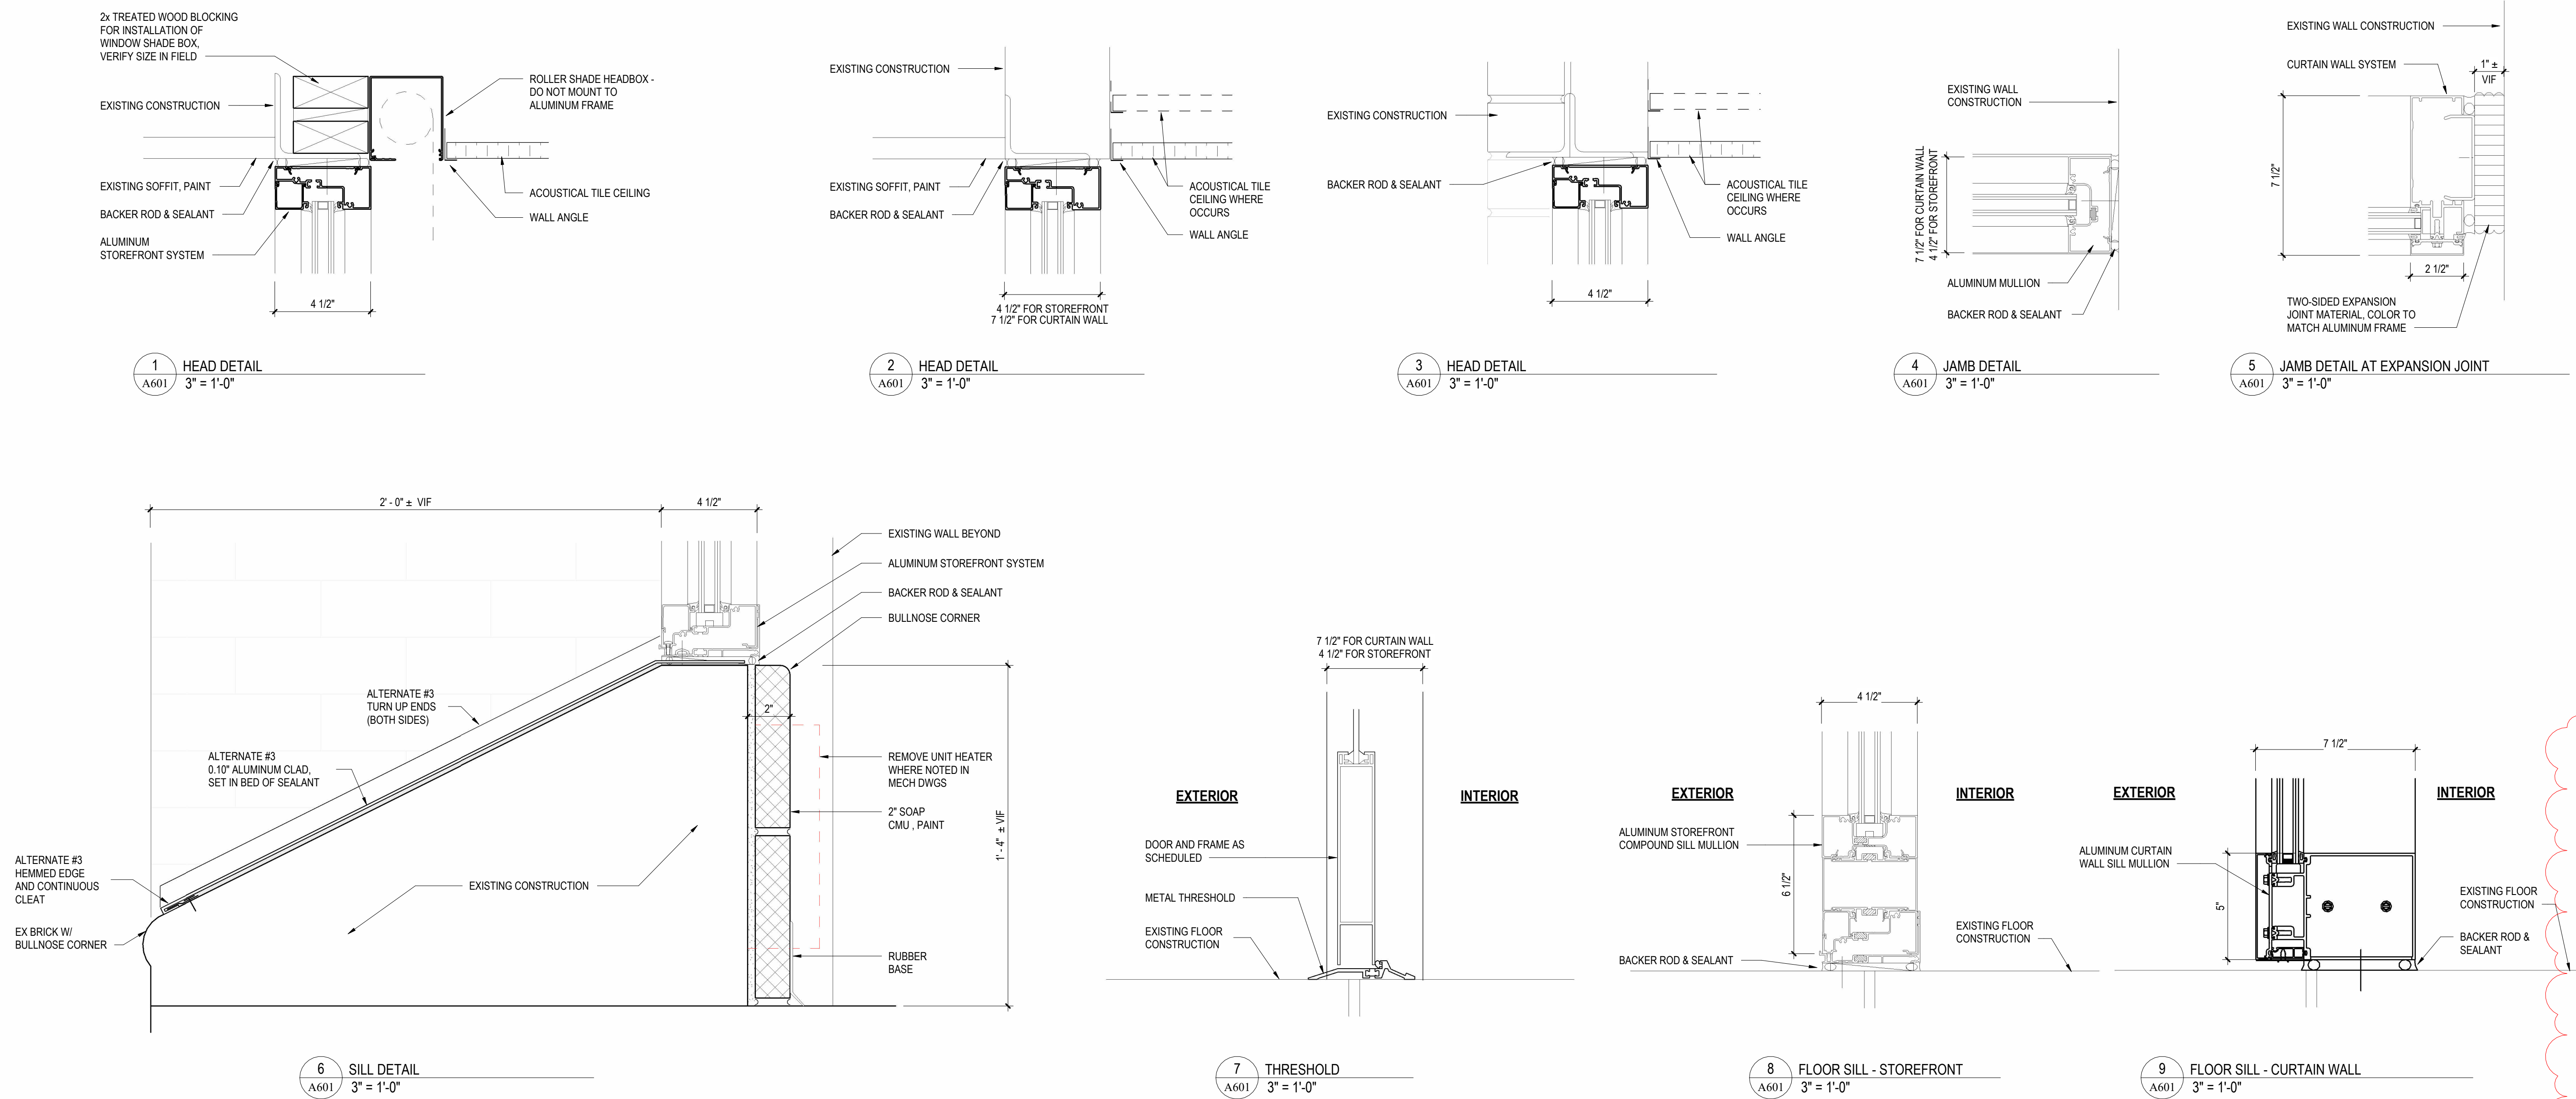 2x TREATED WOOD BLOCKING
FOR INSTALLATION OF
WINDOW SHADE BOX,
VERIFY SIZE IN FIELD
EXISTING CONSTRUCTION
EXISTING SOFFIT, PAINT
BACKER ROD & SEALANT
ALUMINUM
STOREFRONT SYSTEM
ROLLER SHADE HEADBOX -
DO NOT MOUNT TO
ALUMINUM FRAME
ACOUSTICAL TILE CEILING
WALL ANGLE
4 1/2"
1
A601
HEAD DETAIL
3" = 1'-0"
EXISTING CONSTRUCTION
EXISTING SOFFIT, PAINT
BACKER ROD & SEALANT
ACOUSTICAL TILE
CEILING WHERE
OCCURS
WALL ANGLE
4 1/2" FOR STOREFRONT
7 1/2" FOR CURTAIN WALL
2
A601
HEAD DETAIL
3" = 1'-0"
EXISTING CONSTRUCTION
BACKER ROD & SEALANT
ACOUSTICAL TILE
CEILING WHERE
OCCURS
WALL ANGLE
4 1/2"
3
A601
HEAD DETAIL
3" = 1'-0"
EXISTING WALL
CONSTRUCTION
7 1/2" FOR CURTAIN WALL
4 1/2" FOR STOREFRONT
ALUMINUM MULLION
BACKER ROD & SEALANT
4
A601
JAMB DETAIL
3" = 1'-0"
EXISTING WALL CONSTRUCTION
CURTAIN WALL SYSTEM
1" ±
VIF
7 1/2"
2 1/2"
TWO-SIDED EXPANSION
JOINT MATERIAL, COLOR TO
MATCH ALUMINUM FRAME
5
A601
JAMB DETAIL AT EXPANSION JOINT
3" = 1'-0"
2' - 0" ± VIF
4 1/2"
EXISTING WALL BEYOND
ALUMINUM STOREFRONT SYSTEM
BACKER ROD & SEALANT
BULLNOSE CORNER
ALTERNATE #3
TURN UP ENDS
(BOTH SIDES)
2"
ALTERNATE #3
0.10" ALUMINUM CLAD,
SET IN BED OF SEALANT
REMOVE UNIT HEATER
WHERE NOTED IN
MECH DWGS
2" SOAP
CMU , PAINT
1' - 4" ± VIF
ALTERNATE #3
HEMMED EDGE
AND CONTINUOUS
CLEAT
EXISTING CONSTRUCTION
EX BRICK W/
BULLNOSE CORNER
RUBBER
BASE
6
A601
SILL DETAIL
3" = 1'-0"
7 1/2" FOR CURTAIN WALL
4 1/2" FOR STOREFRONT
EXTERIOR
INTERIOR
DOOR AND FRAME AS
SCHEDULED
METAL THRESHOLD
EXISTING FLOOR
CONSTRUCTION
7
A601
THRESHOLD
3" = 1'-0"
4 1/2"
EXTERIOR
INTERIOR
ALUMINUM STOREFRONT
COMPOUND SILL MULLION
6 1/2"
EXISTING FLOOR
CONSTRUCTION
BACKER ROD & SEALANT
8
A601
FLOOR SILL - STOREFRONT
3" = 1'-0"
7 1/2"
EXTERIOR
INTERIOR
ALUMINUM CURTAIN
WALL SILL MULLION
5"
EXISTING FLOOR
CONSTRUCTION
BACKER ROD &
SEALANT
9
A601
FLOOR SILL - CURTAIN WALL
3" = 1'-0"